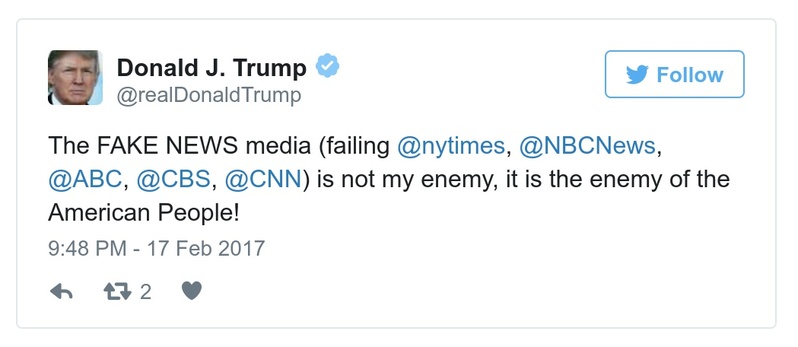 Donald J. Trump
Follow
@realDonaldTrump
The FAKE NEWS media (failing @nytimes, @NBCNews,
@ABC, @CBS, @CNN) is not my enemy, it is the enemy of the
American People!
9:48 PM - 17 Feb 2017
2